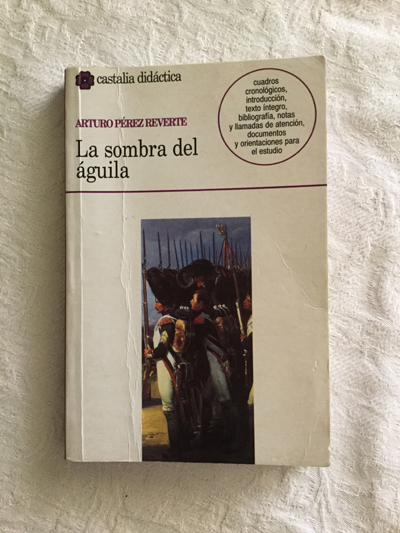 castalia didáctica
ARTURO PÉREZ REVERTE
La sombra del
águila
cuadros
cronológicos,
introducción,
texto íntegro,
bibliografía, notas
y llamadas de atención,
documentos
y orientaciones para
el estudio